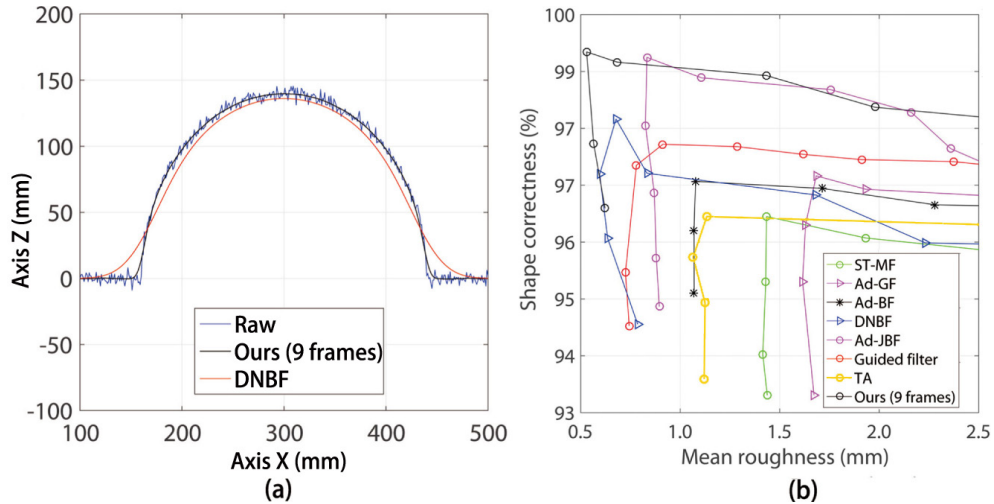 (a)
200
150
100
50
0
-50
-100
Axis Z (mm)
Raw
Ours (9 frames)
DNBF
100
200
300
400
500
Axis X (mm)
(a)
(b)
100
99
97
97
96
95
94
93
Shape correctness (%)
ST-MF
Ad-GF
Ad-BF
DNBF
Ad-JBF
Guided filter
TA
Ours (9 frames)
0.5
1.0
1.5
2.0
2.5
Mean roughness (mm)
(b)